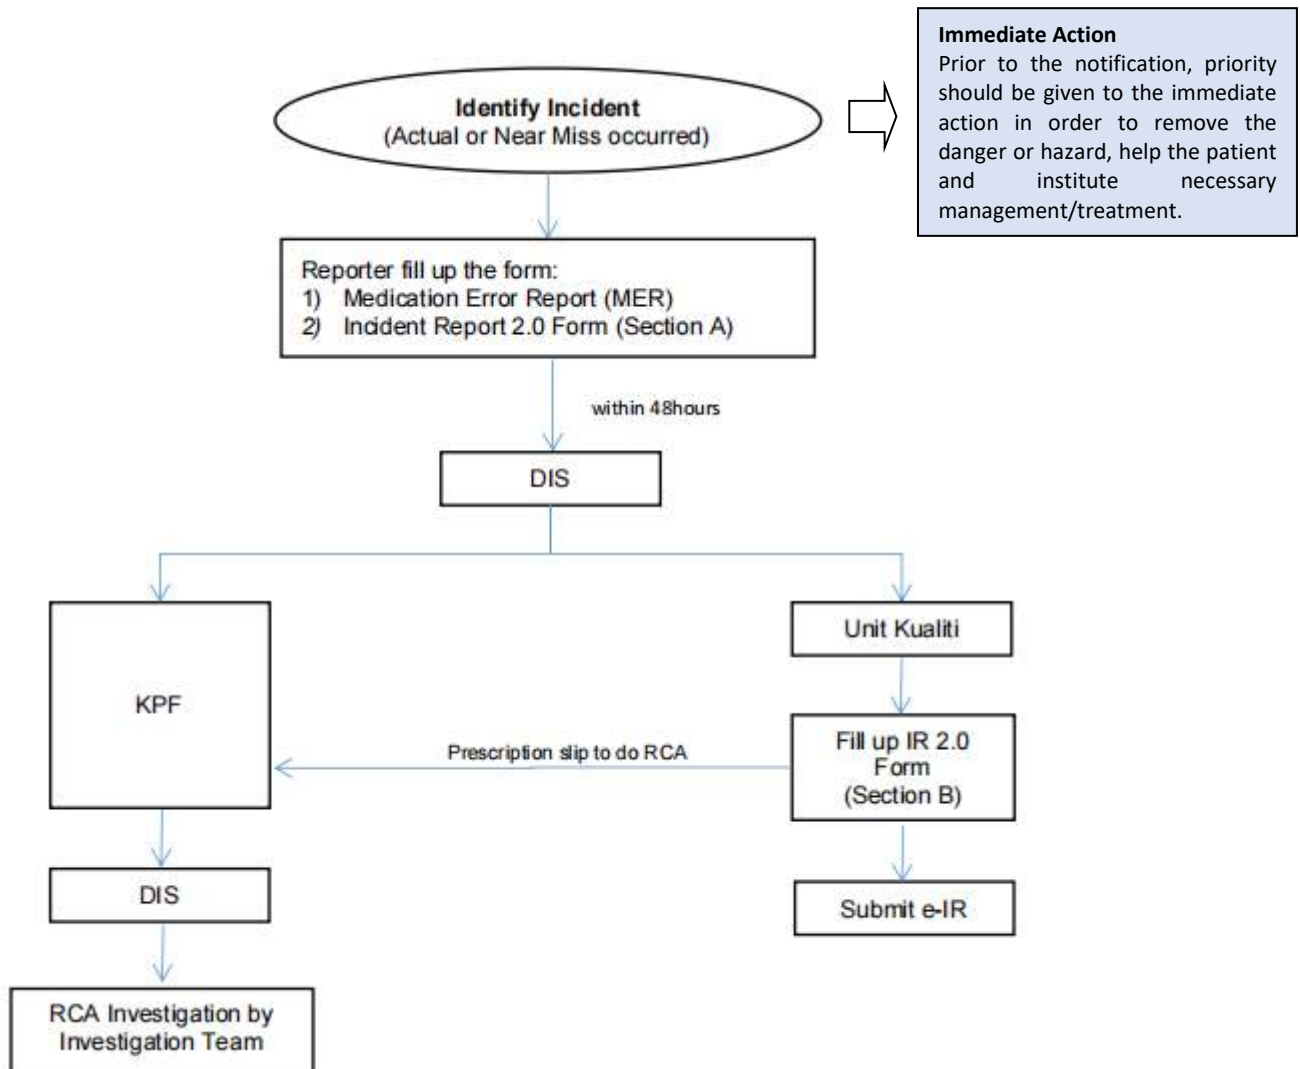 Immediate Action
Prior to the notification, priority
should be given to the immediate
action in order to remove the
danger or hazard, help the patient
and institute necessary
management/treatment.
Identify Incident
(Actual or Near Miss occurred)
Reporter fill up the form:
1) Medication Error Report (MER)
2) Incident Report 2.0 Form (Section A)
within 48hours
DIS
KPF
Unit Kualiti
Fill up IR 2.0
Form
(Section B)
Prescription slip to do RCA
DIS
Submit e-IR
RCA Investigation by
Investigation Team